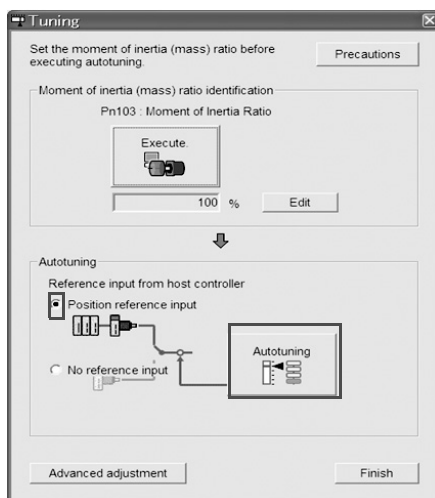 Tuning
Set the moment of inertia (mass) ratio before
executing autotuning.
Precautions
Moment of inertia (mass) ratio identification
Pn103 : Moment of Inertia Ratio
Execute.
100 %
Edit
Autotuning
Reference input from host controller
Position reference input
No reference input
Autotuning
Advanced adjustment
Finish